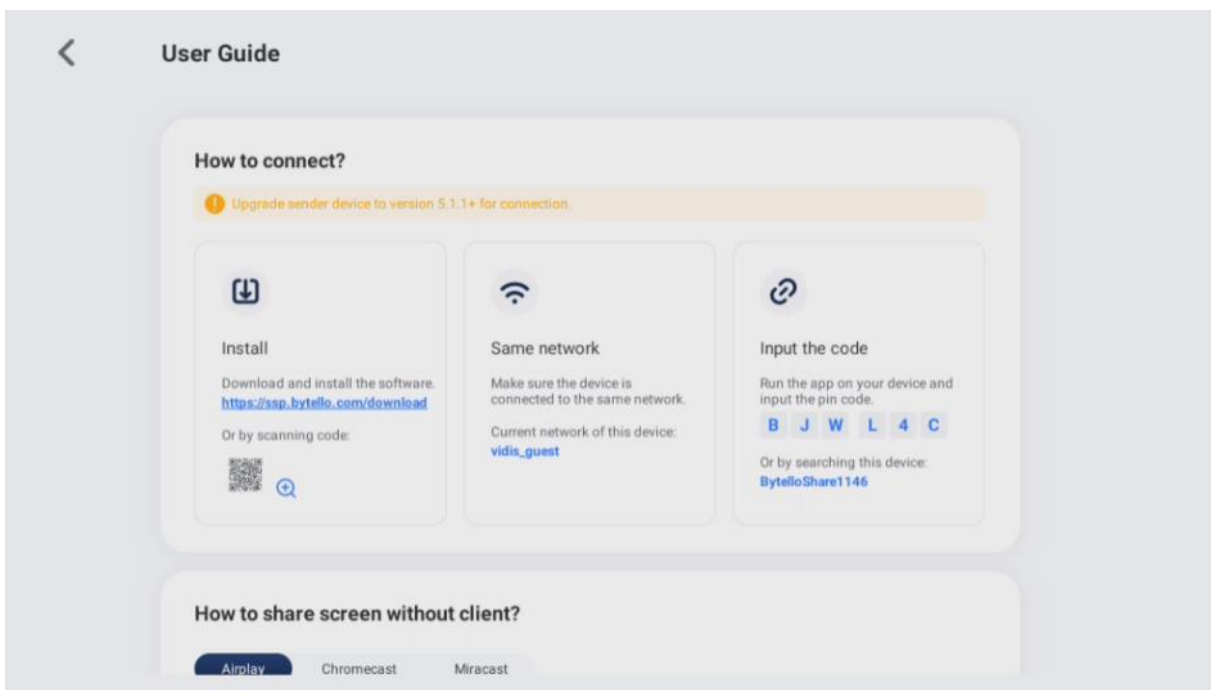 User Guide
How to connect?
Upgrade sender device to version 5.1.1+ for connection.
Install
Download and install the software.
https://ssp.bytello.com/download
Or by scanning code:
Same network
Make sure the device is
connected to the same network.
Current network of this device:
vidis_guest
Input the code
Run the app on your device and
input the pin code.
B J W L 4 C
Or by searching this device:
BytelloShare1146
How to share screen without client?
Airplay Chromecast Miracast